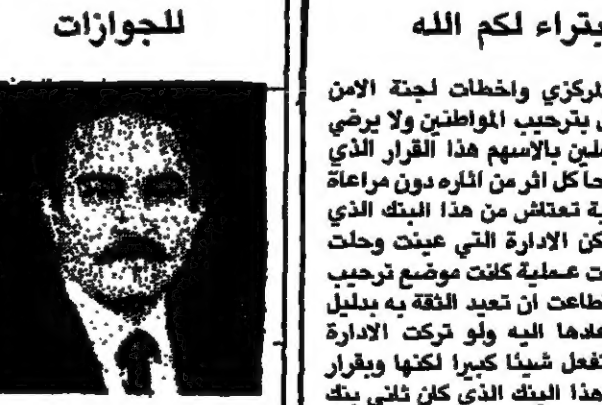 يتراء لكم الله
لمركزي واخطات لجنة الامن
بترحيب المواطنين ولا يرضي
ملين بالاسهم هذا القرار الذي
حا كل اثر من اثاره دون مراعاة
ية تعتاش من هذا البنك الذي
كن الادارة التي عينت وحلت
ت عملية كانت موضع ترحيب
طاعت ان تعيد الثقة به بدليل
عادها اليه ولو تركت الادارة
تفعل شيئا كبيرا لكنها وبقرار
هذا البنك الذي كان ثاني بنك
للجوازات